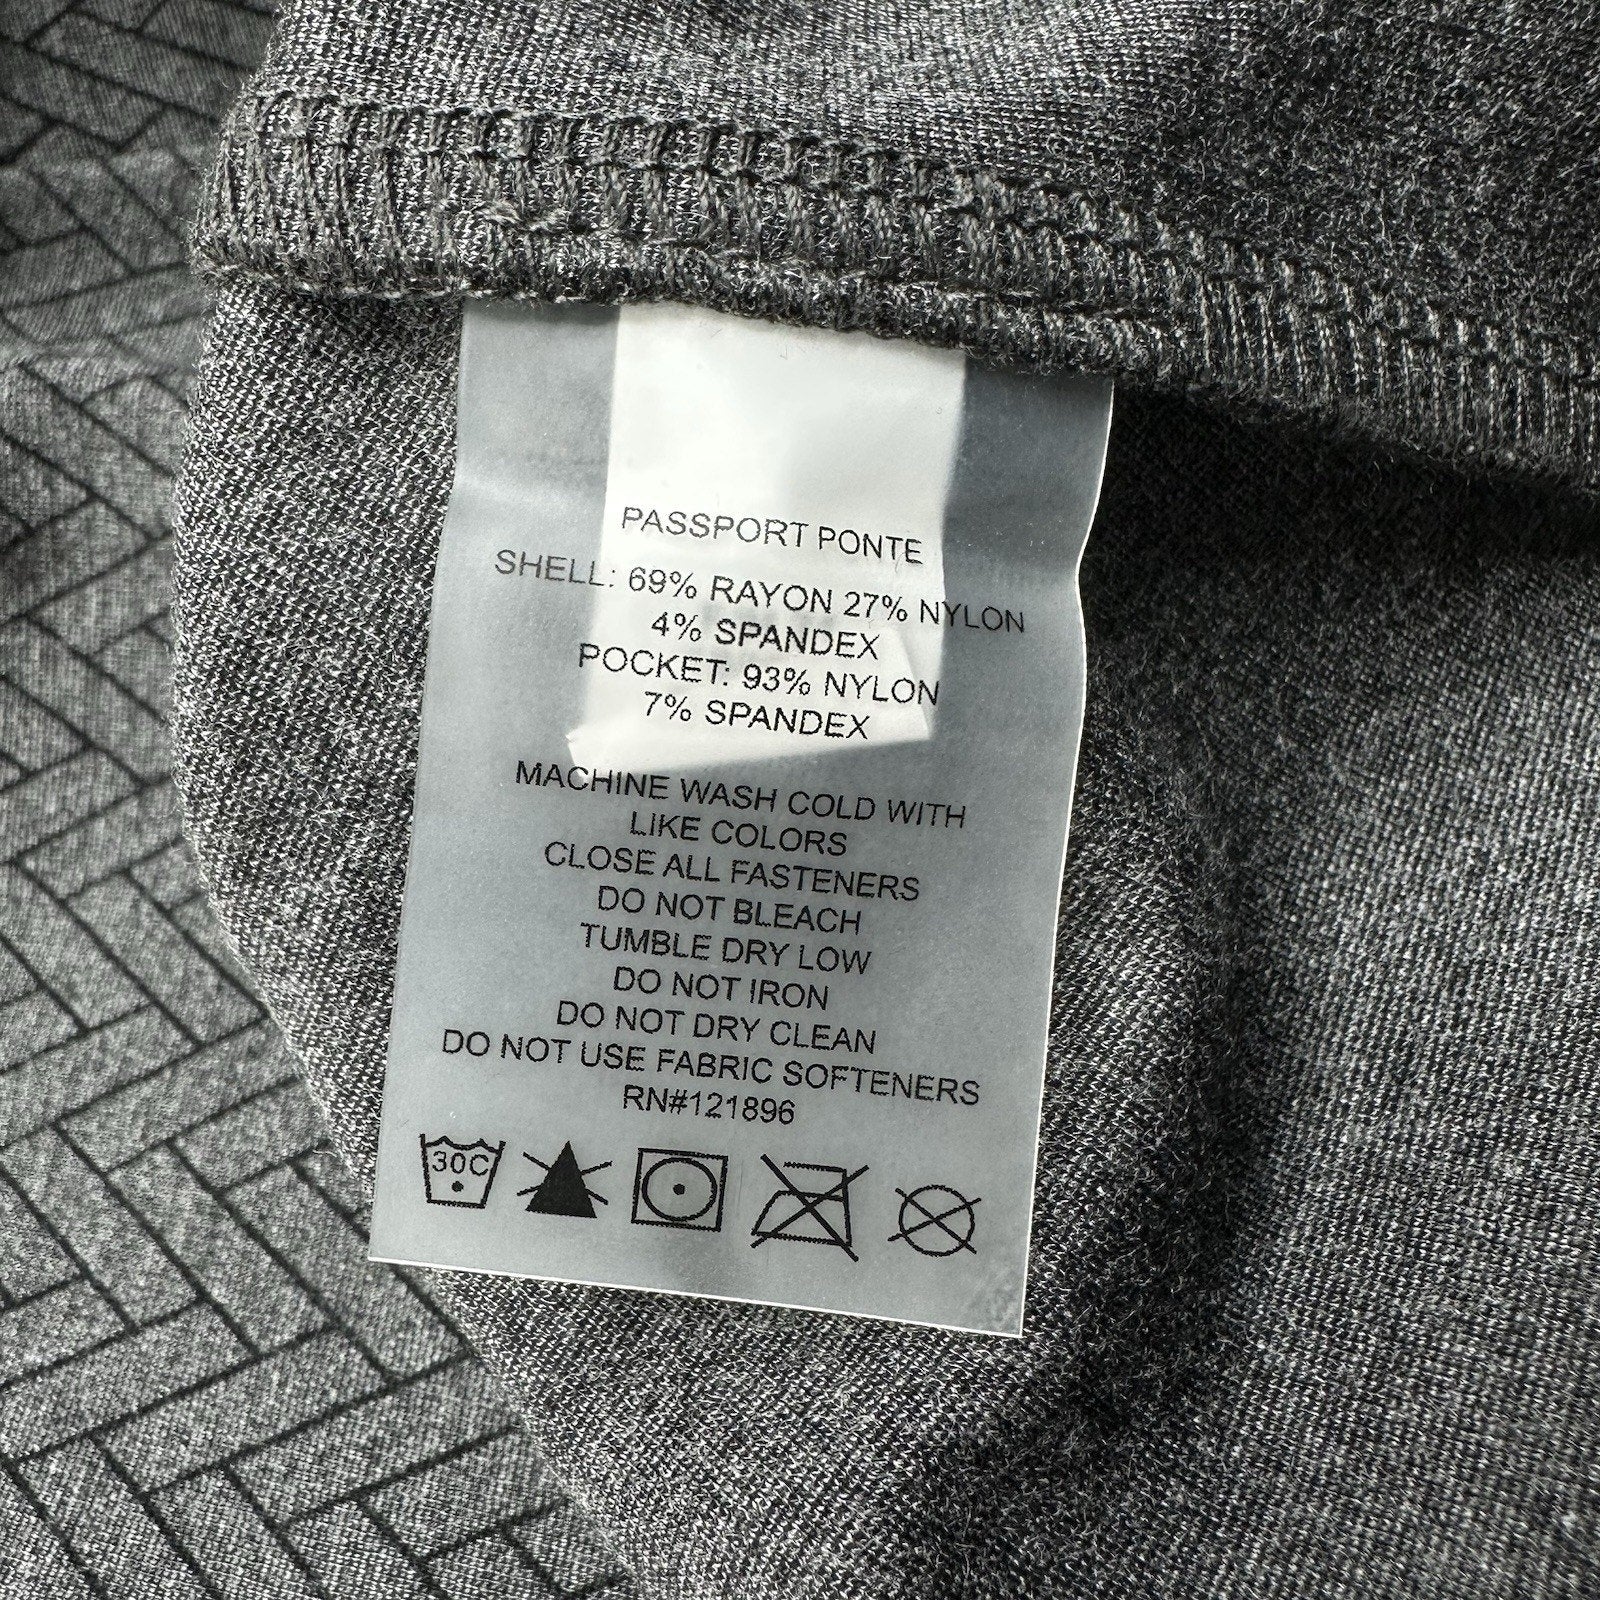 PASSPORT PONTE
SHELL: 69% RAYON 27% NYLON
4% SPANDEX
POCKET: 93% NYLON
7% SPANDEX
MACHINE WASH COLD WITH
LIKE COLORS
CLOSE ALL FASTENERS
DO NOT BLEACH
TUMBLE DRY LOW
DO NOT IRON
DO NOT DRY CLEAN
DO NOT USE FABRIC SOFTENERS
RN#121896
30C